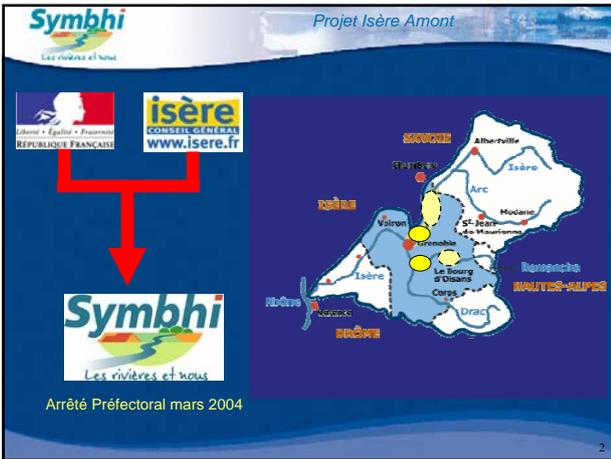 Symbhi
Les rivières et nous
Projet Isère Amont
Liberté • Égalité • Fraternité
RÉPUBLIQUE FRANÇAISE
isère
CONSEIL GÉNÉRAL
www.isere.fr
Symbhi
Les rivières et nous
Arrêté Préfectoral mars 2004
SAVOIE
Albertville
Isère
Arc
ISÈRE
Modane
St Jean
de Maurienne
Voiron
Grenoble
Isère
Le Bourg
d'Oisans
Romanche
HAUTES-ALPES
Corps
Rhône
Valence
Drac
DRÔME
2